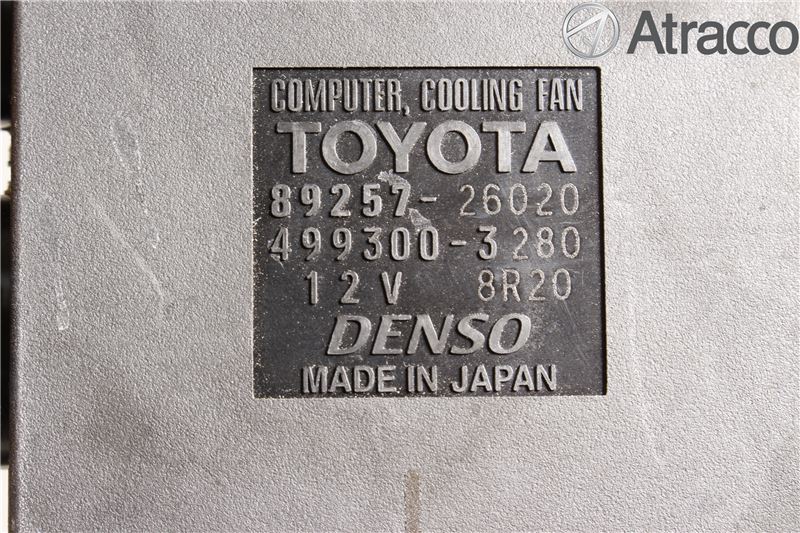 Atracco
COMPUTER, COOLING FAN
TOYOTA
89257-26020
499300-3280
12V 8R20
DENSO
MADE IN JAPAN